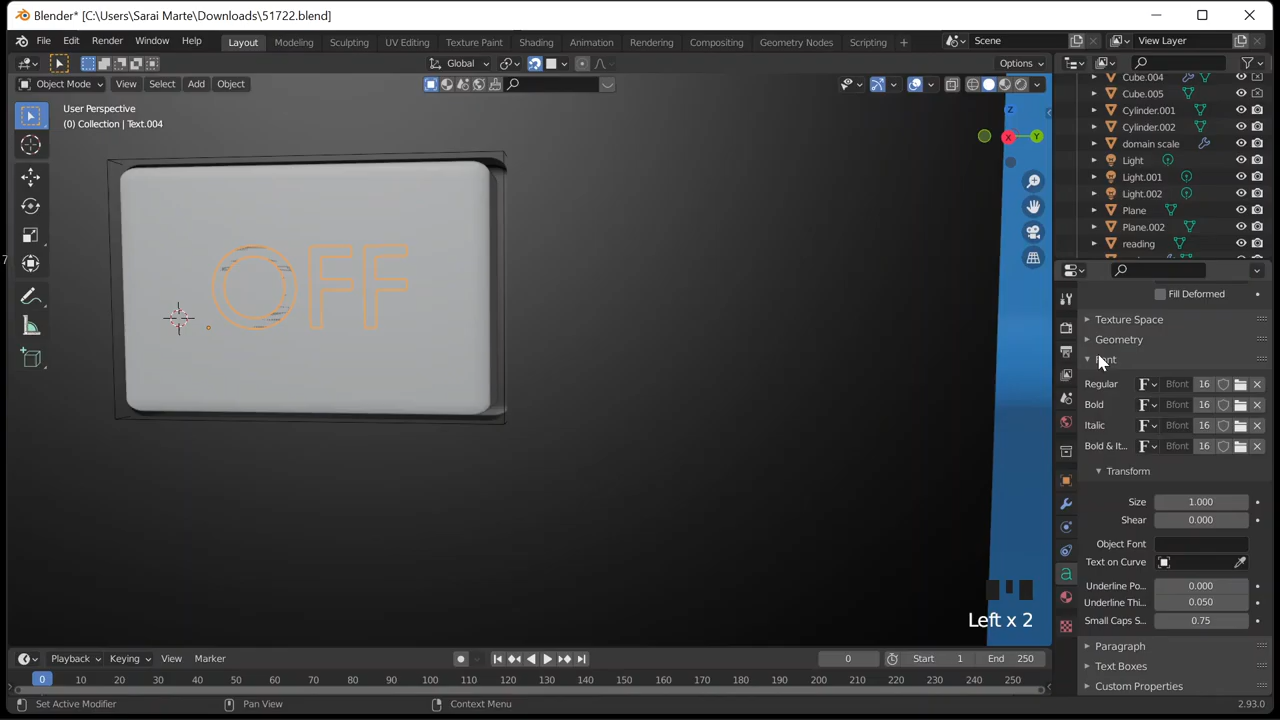 Blender* [C:\Users\Sarai Marte\Downloads\51722.blend]
File Edit Render Window Help Layout Modeling Sculpting UV Editing Texture Paint Shading Animation Rendering Compositing Geometry Nodes Scripting + Scene View Layer
Global Options
Object Mode View Select Add Object
User Perspective
(0) Collection | Text.004
Z
X
Y
OFF
7
Cube.004
Cube.005
Cylinder.001
Cylinder.002
domain scale
Light
Light.001
Light.002
Plane
Plane.002
reading
Fill Deformed
Texture Space
Geometry
Regular F Bfont 16
Bold F Bfont 16
Italic F Bfont 16
Bold & It... F Bfont 16
Transform
Size 1.000
Shear 0.000
Object Font
Text on Curve
Underline Po... 0.000
Underline Thi... 0.050
Small Caps S... 0.75
Paragraph
Text Boxes
Custom Properties
Left x 2
Playback Keying View Marker 0 Start 1 End 250
0 10 20 30 40 50 60 70 80 90 100 110 120 130 140 150 160 170 180 190 200 210 220 230 240 250
Set Active Modifier Pan View Context Menu 2.93.0